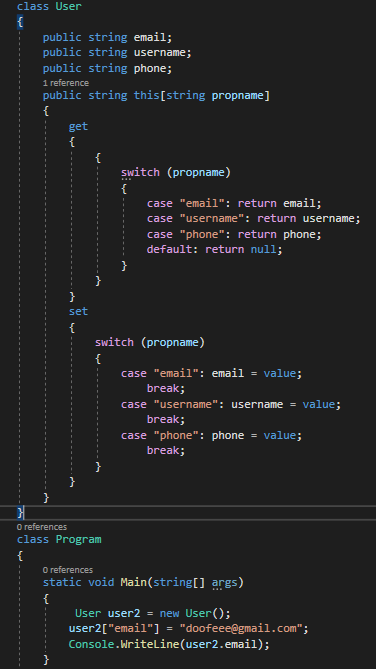 class User
{
public string email;
public string username;
public string phone;
1 reference
public string this[string propname]
{
get
{
{
switch (propname)
{
case "email": return email;
case "username": return username;
case "phone": return phone;
default: return null;
}
}
}
set
{
switch (propname)
{
case "email": email = value;
break;
case "username": username = value;
break;
case "phone": phone = value;
break;
}
}
}
}
0 references
class Program
{
0 references
static void Main(string[] args)
{
User user2 = new User();
user2["email"] = "doofeee@gmail.com";
Console.WriteLine(user2.email);
}